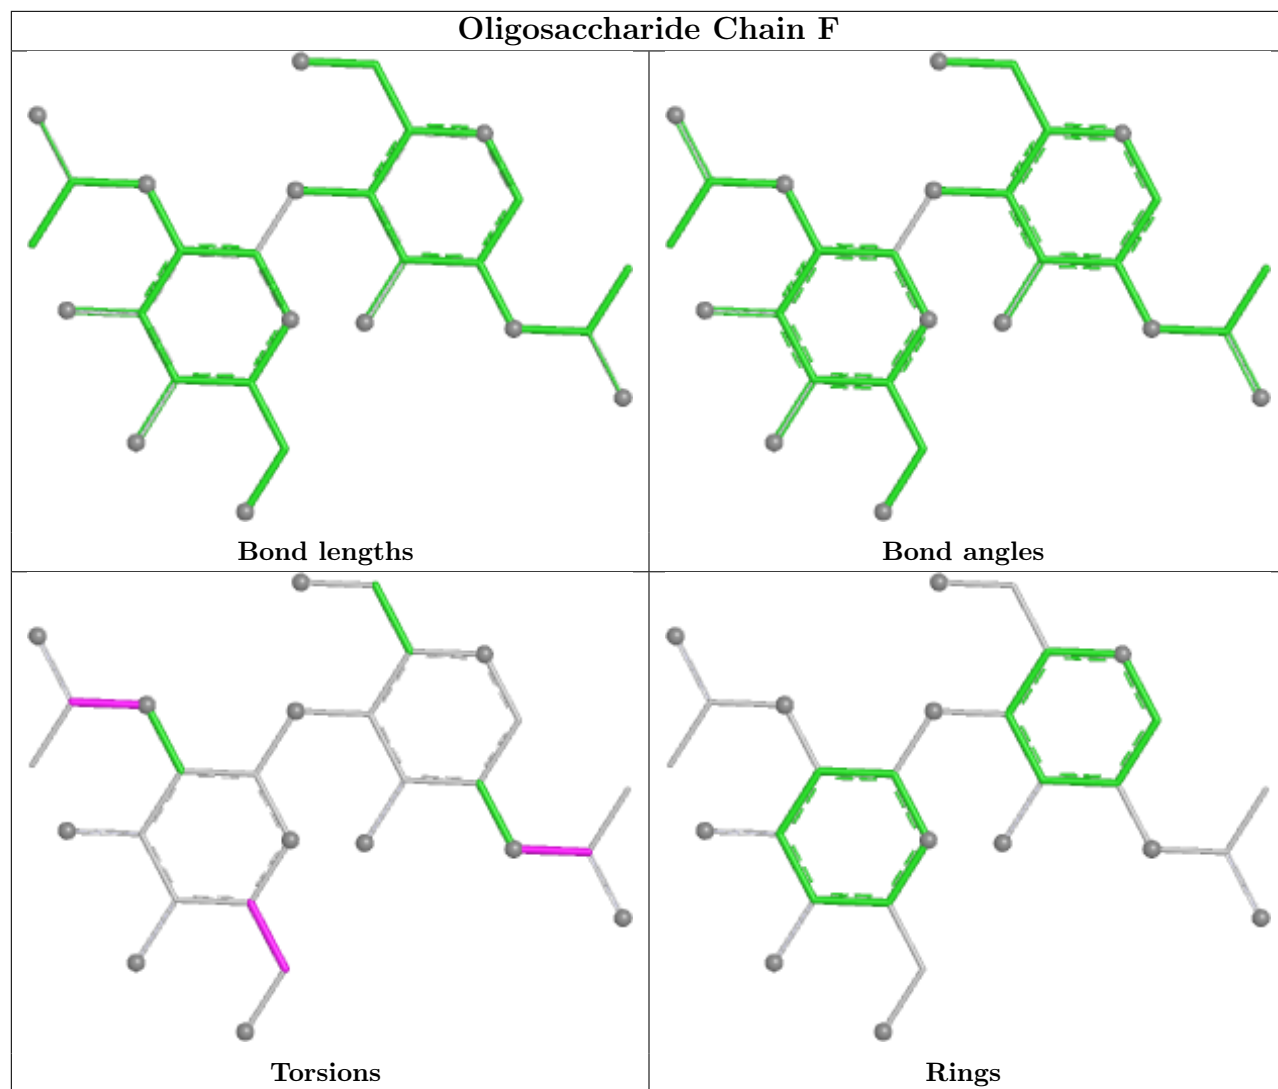 Oligosaccharide Chain F
Bond lengths
Bond angles
Torsions
Rings